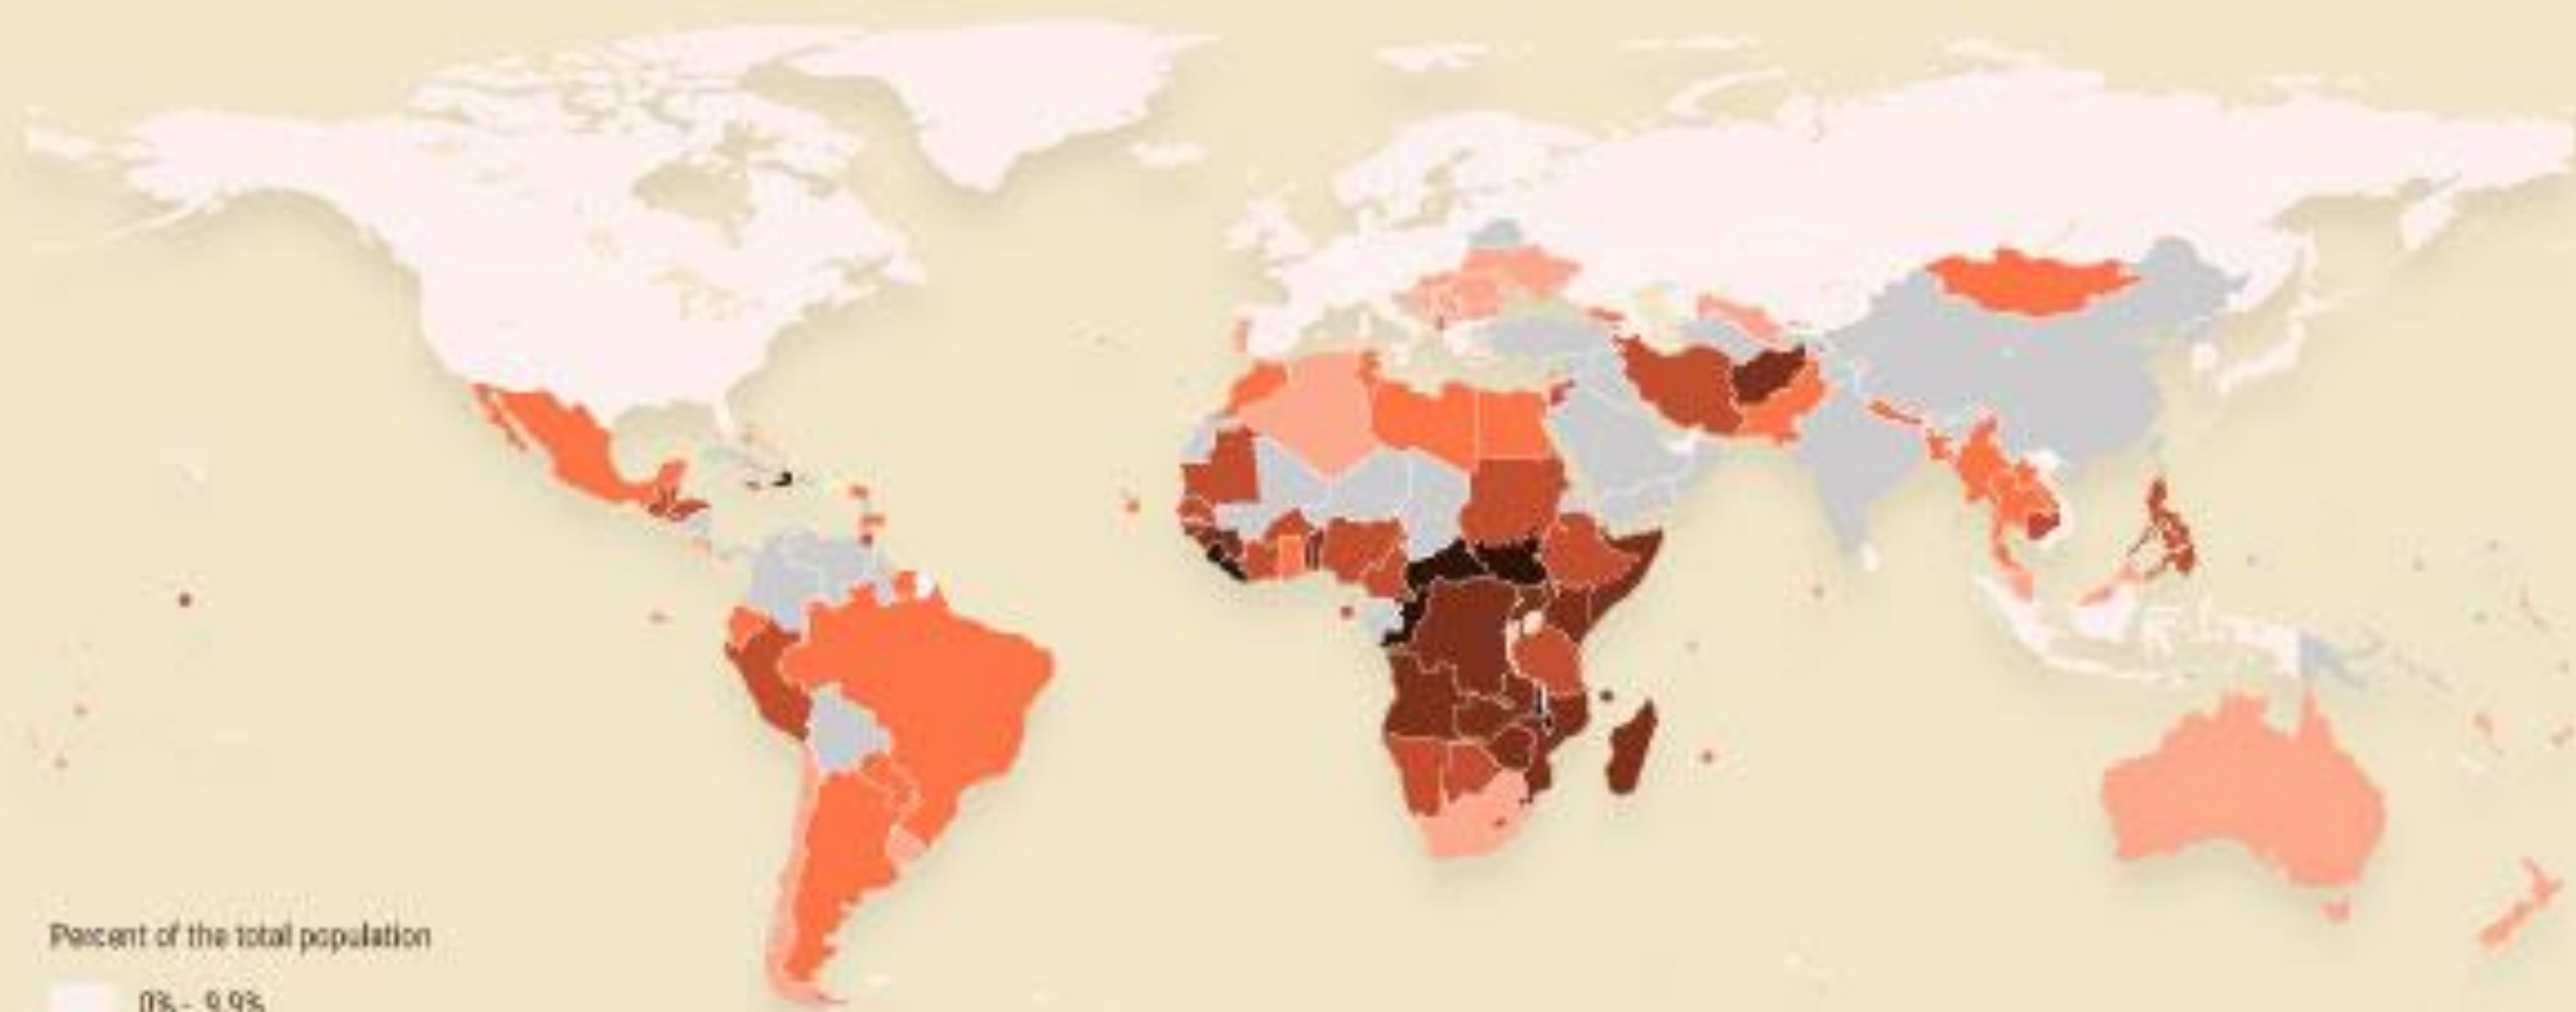 Percent of the total population
0% - 9.9%